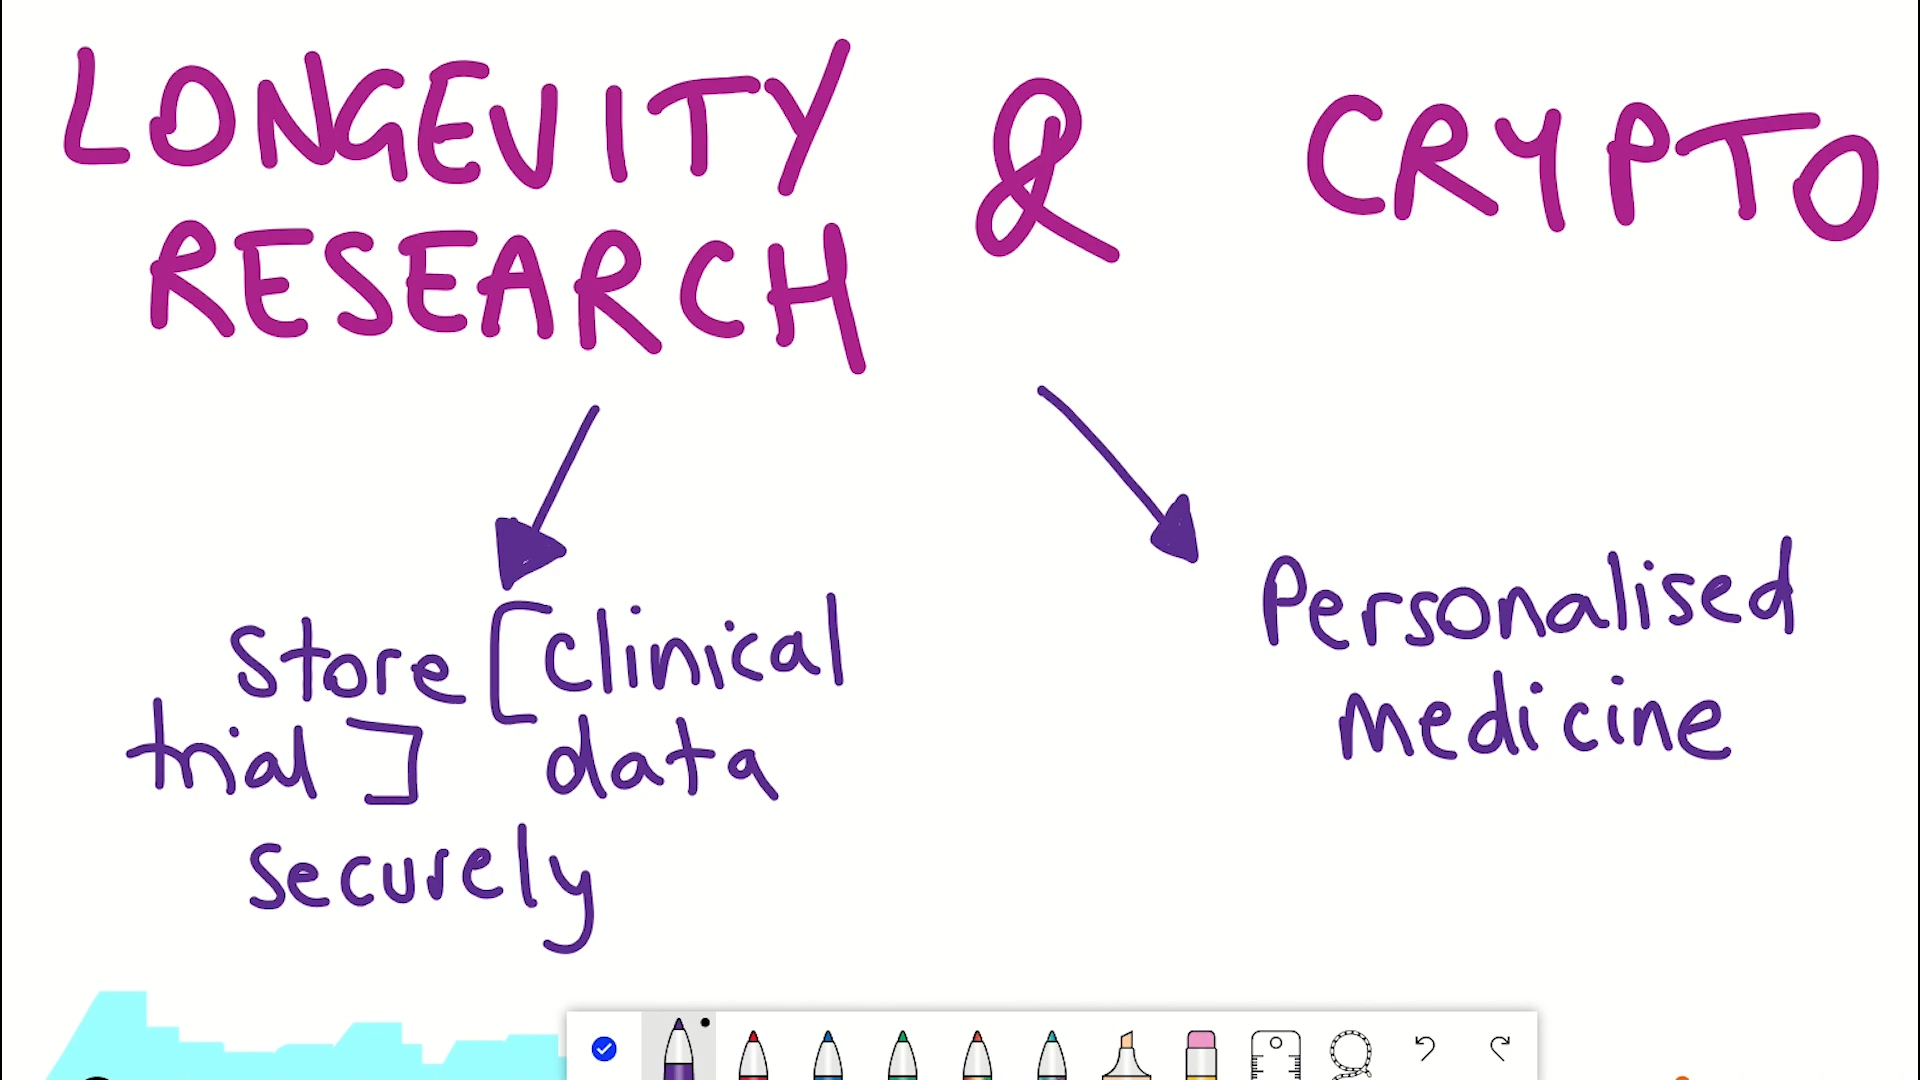 LONGEVITY & CRYPTO
RESEARCH
Store [clinical
trial] data
securely
Personalised
medicine